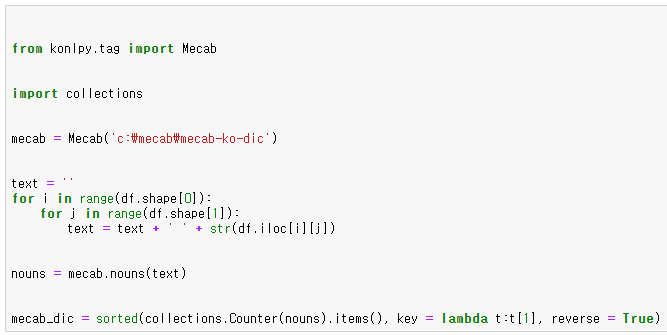 from konlpy.tag import Mecab
import collections
mecab = Mecab('c:₩mecab₩mecab-ko-dic')
text = ''
for i in range(df.shape[0]):
    for j in range(df.shape[1]):
        text = text + ' ' + str(df.iloc[i][j])
nouns = mecab.nouns(text)
mecab_dic = sorted(collections.Counter(nouns).items(), key = lambda t:t[1], reverse = True)